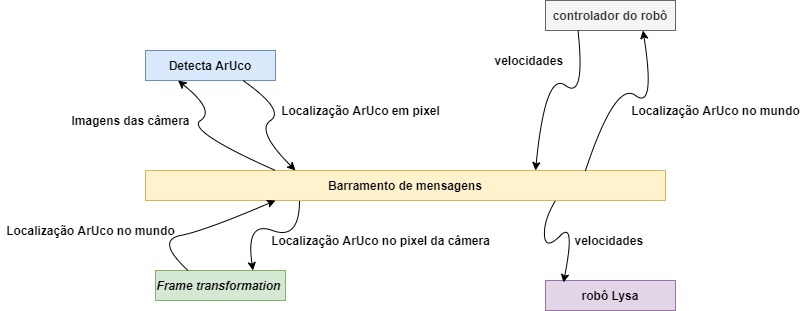 controlador do robô
Detecta ArUco
velocidades
Localização ArUco em pixel
Localização ArUco no mundo
Imagens das câmera
Barramento de mensagens
Localização ArUco no mundo
Localização ArUco no pixel da câmera
velocidades
Frame transformation
robô Lysa